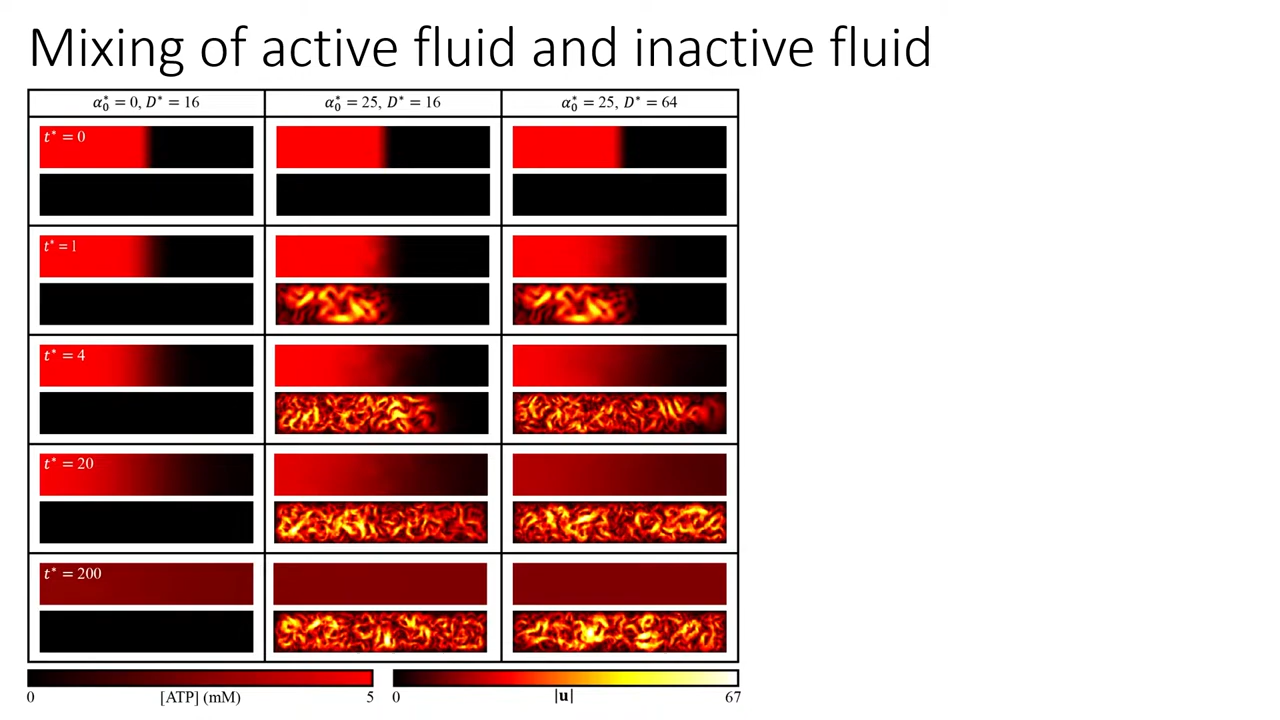 Mixing of active fluid and inactive fluid
α₀* = 0, D* = 16
α₀* = 25, D* = 16
α₀* = 25, D* = 64
t* = 0
t* = 1
t* = 4
t* = 20
t* = 200
0 [ATP] (mM) 5
0 |u| 67